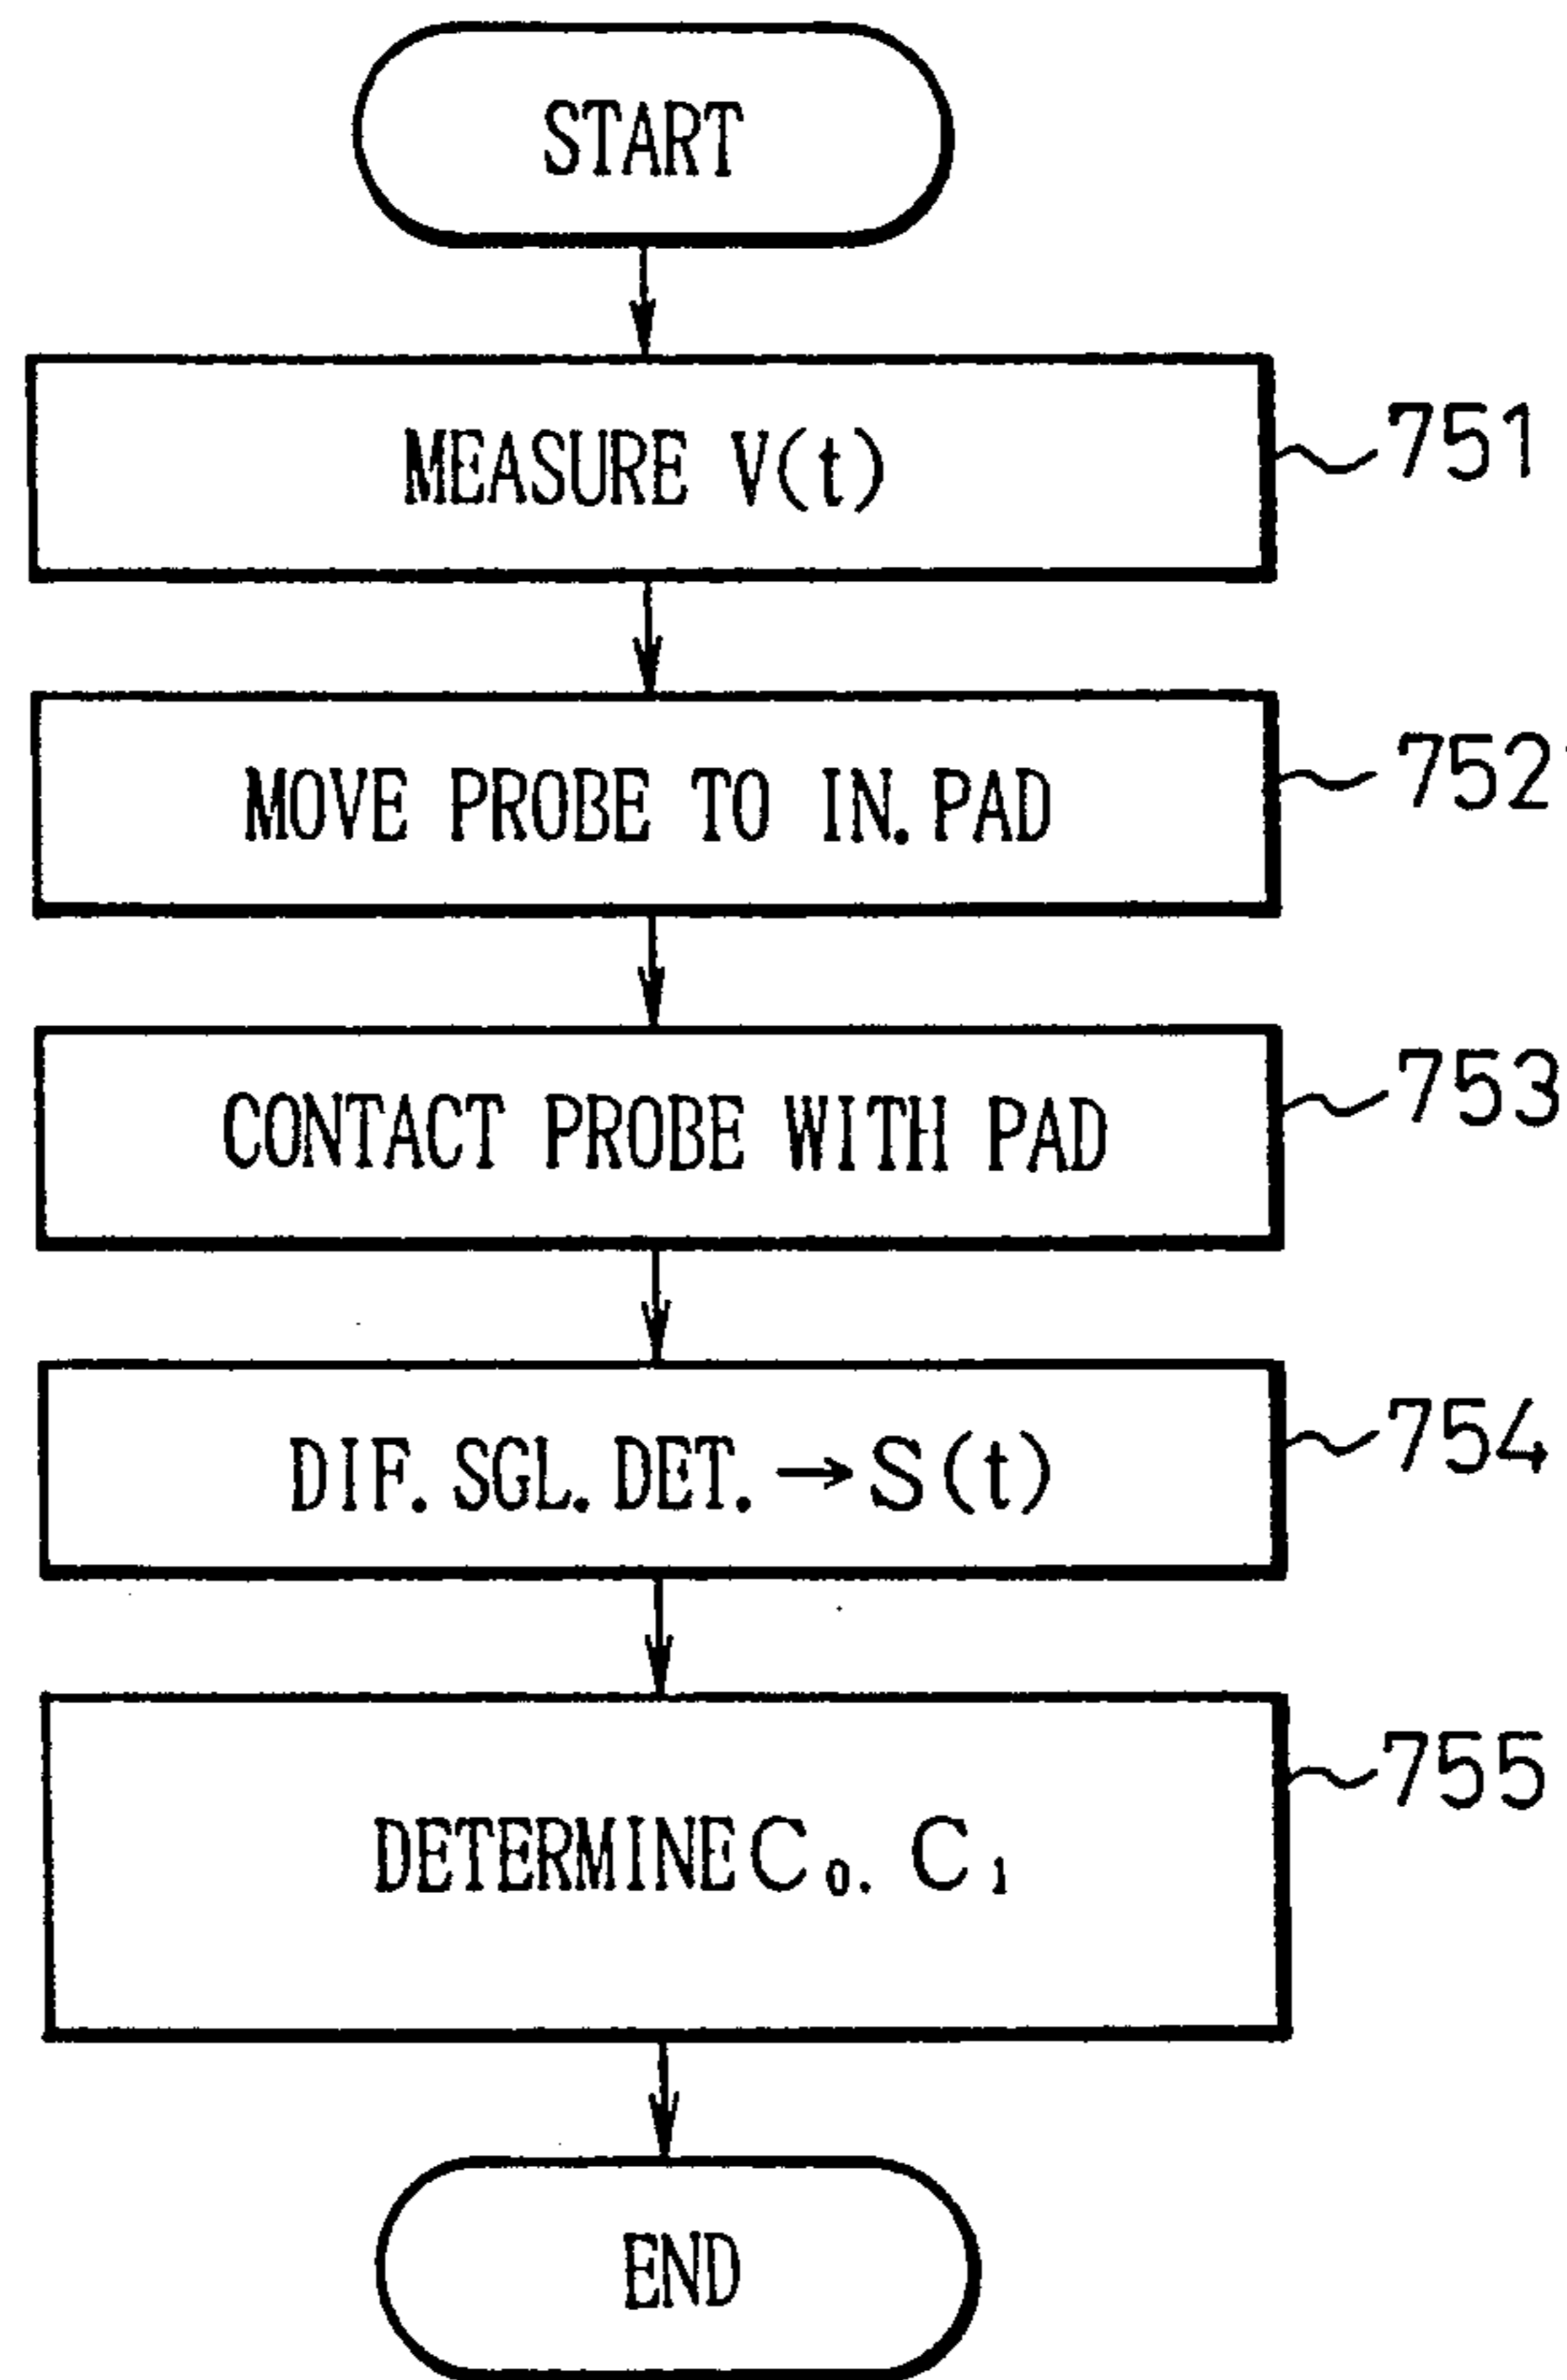 START
MEASURE V(t)
751
MOVE PROBE TO IN. PAD
752
CONTACT PROBE WITH PAD
753
DIF. SGL. DET. → S(t)
754
DETERMINE C₀. C₁
755
END